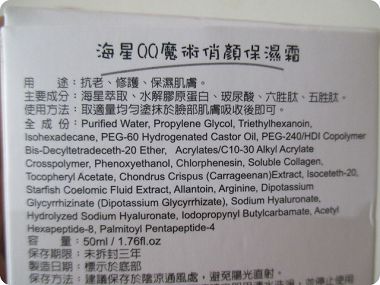 海星QQ魔術俏顏保濕霜
用　　途：抗老、修護、保濕肌膚。
主要成分：海星萃取、水解膠原蛋白、玻尿酸、六胜肽、五胜肽。
使用方法：取適量均勻塗抹於臉部肌膚吸收後即可。
全 成 份：Purified Water, Propylene Glycol, Triethylhexanoin,
Isohexadecane, PEG-60 Hydrogenated Castor Oil, PEG-240/HDI Copolymer
Bis-Decyltetradeceth-20 Ether, Acrylates/C10-30 Alkyl Acrylate
Crosspolymer, Phenoxyethanol, Chlorphenesin, Soluble Collagen,
Tocopheryl Acetate, Chondrus Crispus (Carrageenan)Extract, Isoceteth-20,
Starfish Coelomic Fluid Extract, Allantoin, Arginine, Dipotassium
Glycyrrhizinate (Dipotassium Glycyrrhizate), Sodium Hyaluronate,
Hydrolyzed Sodium Hyaluronate, Iodopropynyl Butylcarbamate, Acetyl
Hexapeptide-8, Palmitoyl Pentapeptide-4
容　　量：50ml / 1.76fl.oz
保存期限：未拆封三年
製造日期：標示於底部
保存方法：建議保存於陰涼通風處，避免陽光直射。